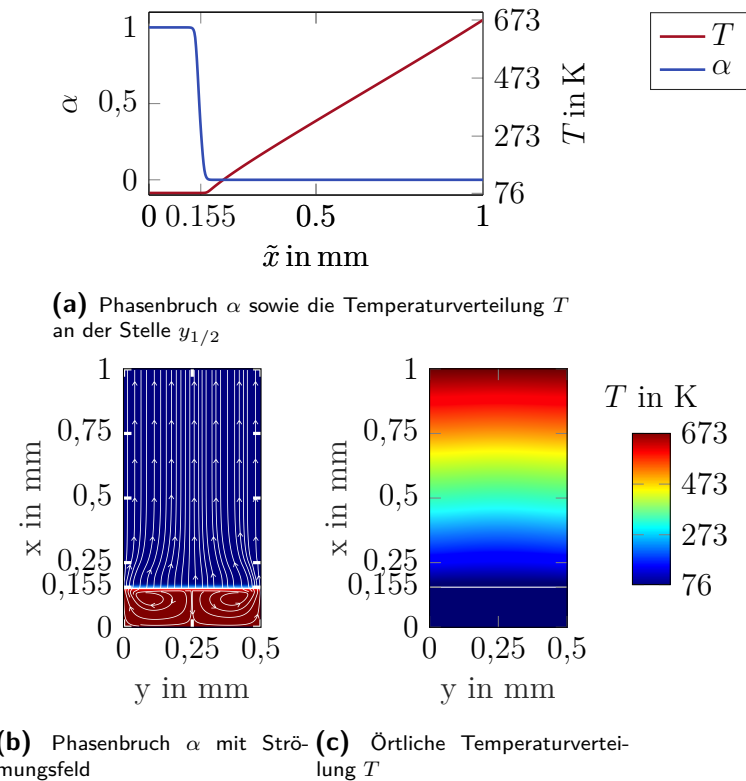 1
0,5
0
α
673
473
273
76
T in K
0 0.155 0.5 1
x̃ in mm
T
α
(a) Phasenbruch α sowie die Temperaturverteilung T
an der Stelle y1/2
1
0,75
0,5
0,25
0,155
0
x in mm
0 0,25 0,5
y in mm
1
0,75
0,5
0,25
0,155
0
x in mm
0 0,25 0,5
y in mm
T in K
673
473
273
76
(b) Phasenbruch α mit Strö-
mungsfeld
(c) Örtliche Temperaturvertei-
lung T